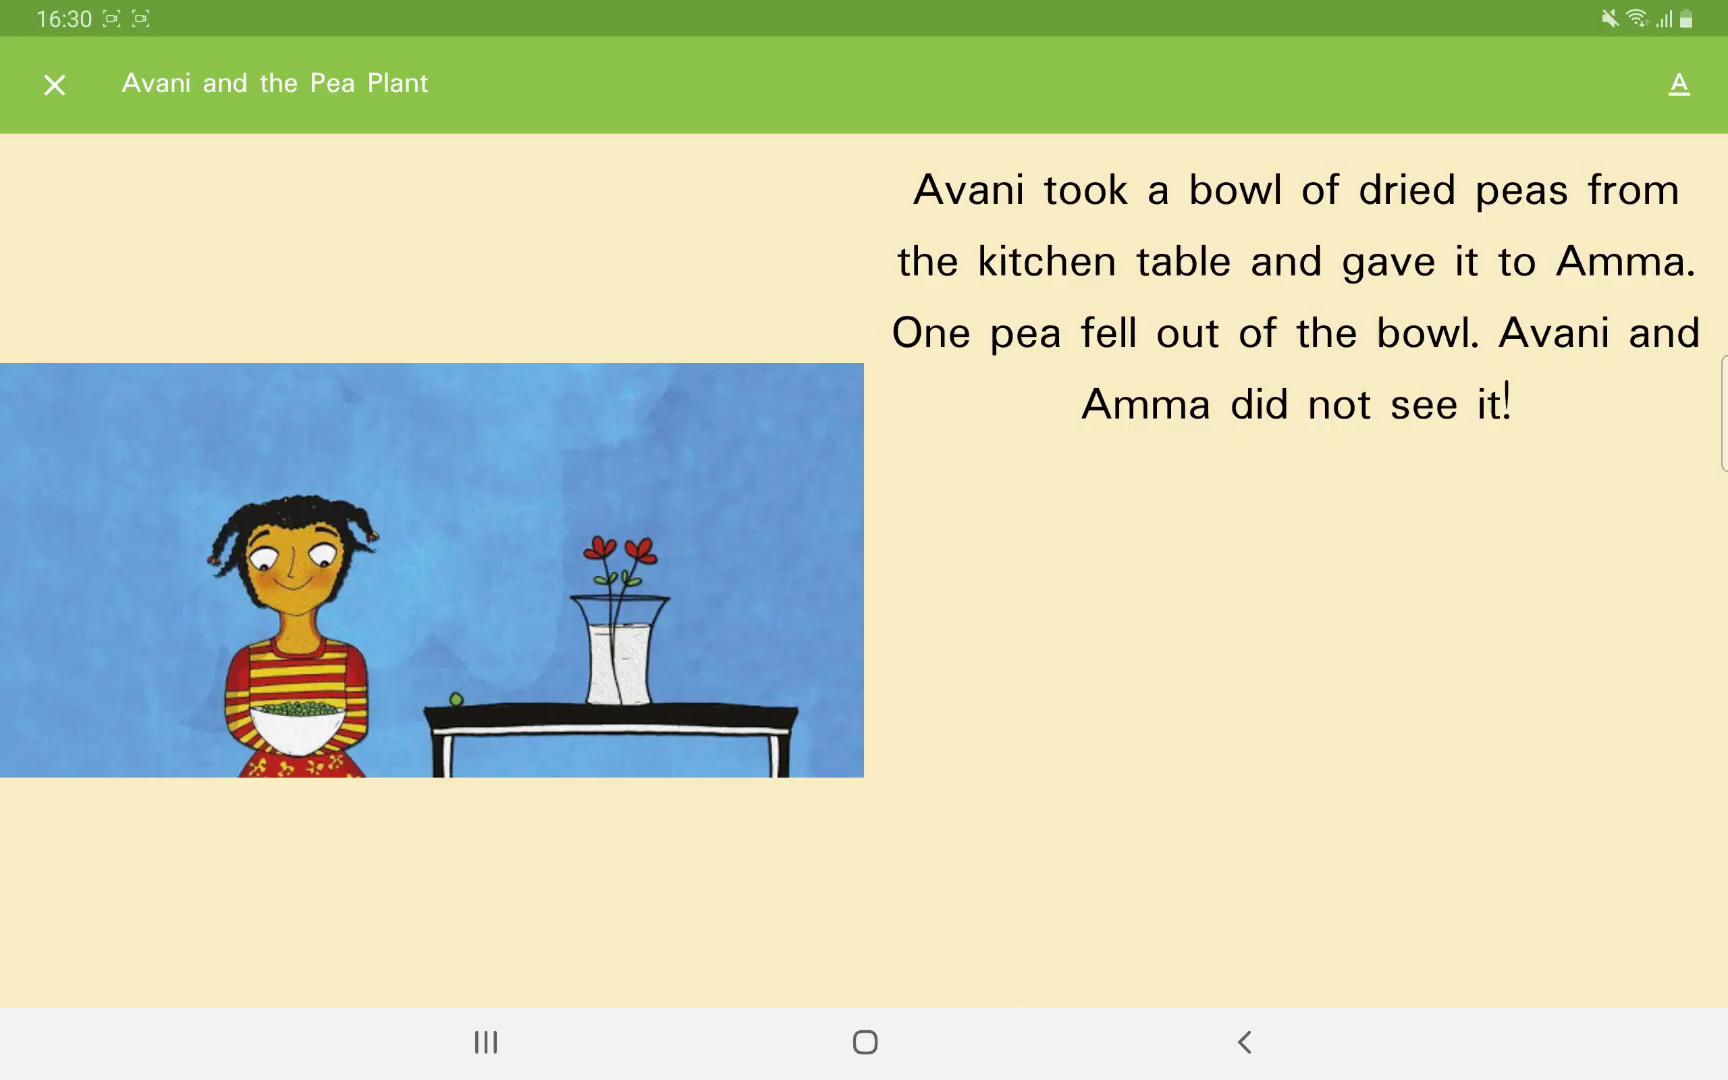 16:30
Avani and the Pea Plant
A
Avani took a bowl of dried peas from
the kitchen table and gave it to Amma.
One pea fell out of the bowl. Avani and
Amma did not see it!